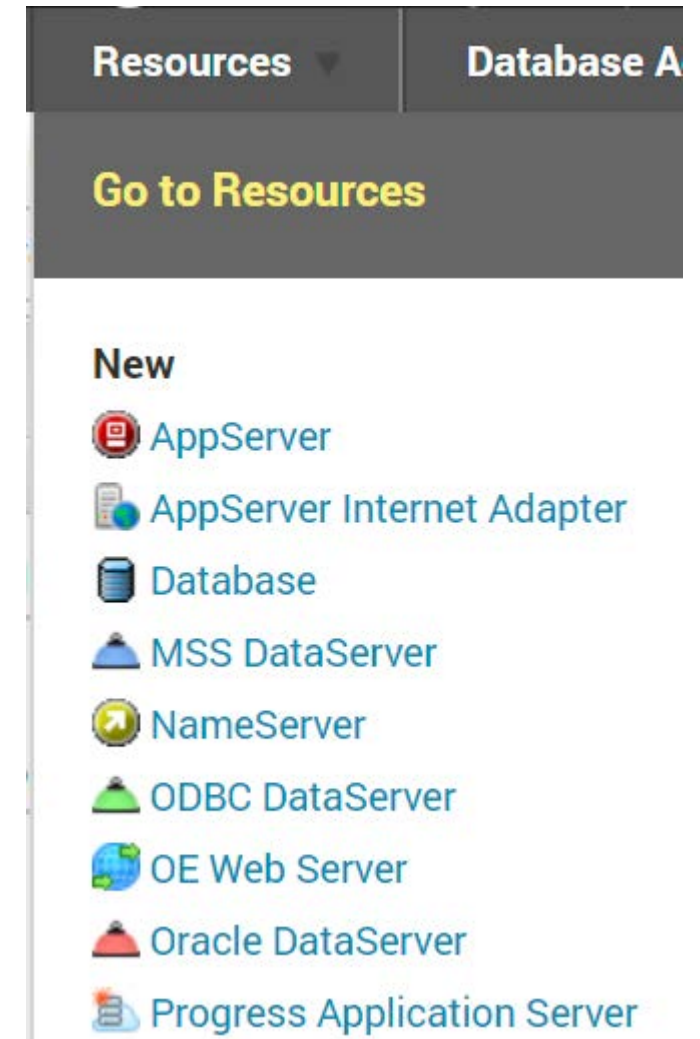 Resources Database A
Go to Resources
New
AppServer
AppServer Internet Adapter
Database
MSS DataServer
NameServer
ODBC DataServer
OE Web Server
Oracle DataServer
Progress Application Server